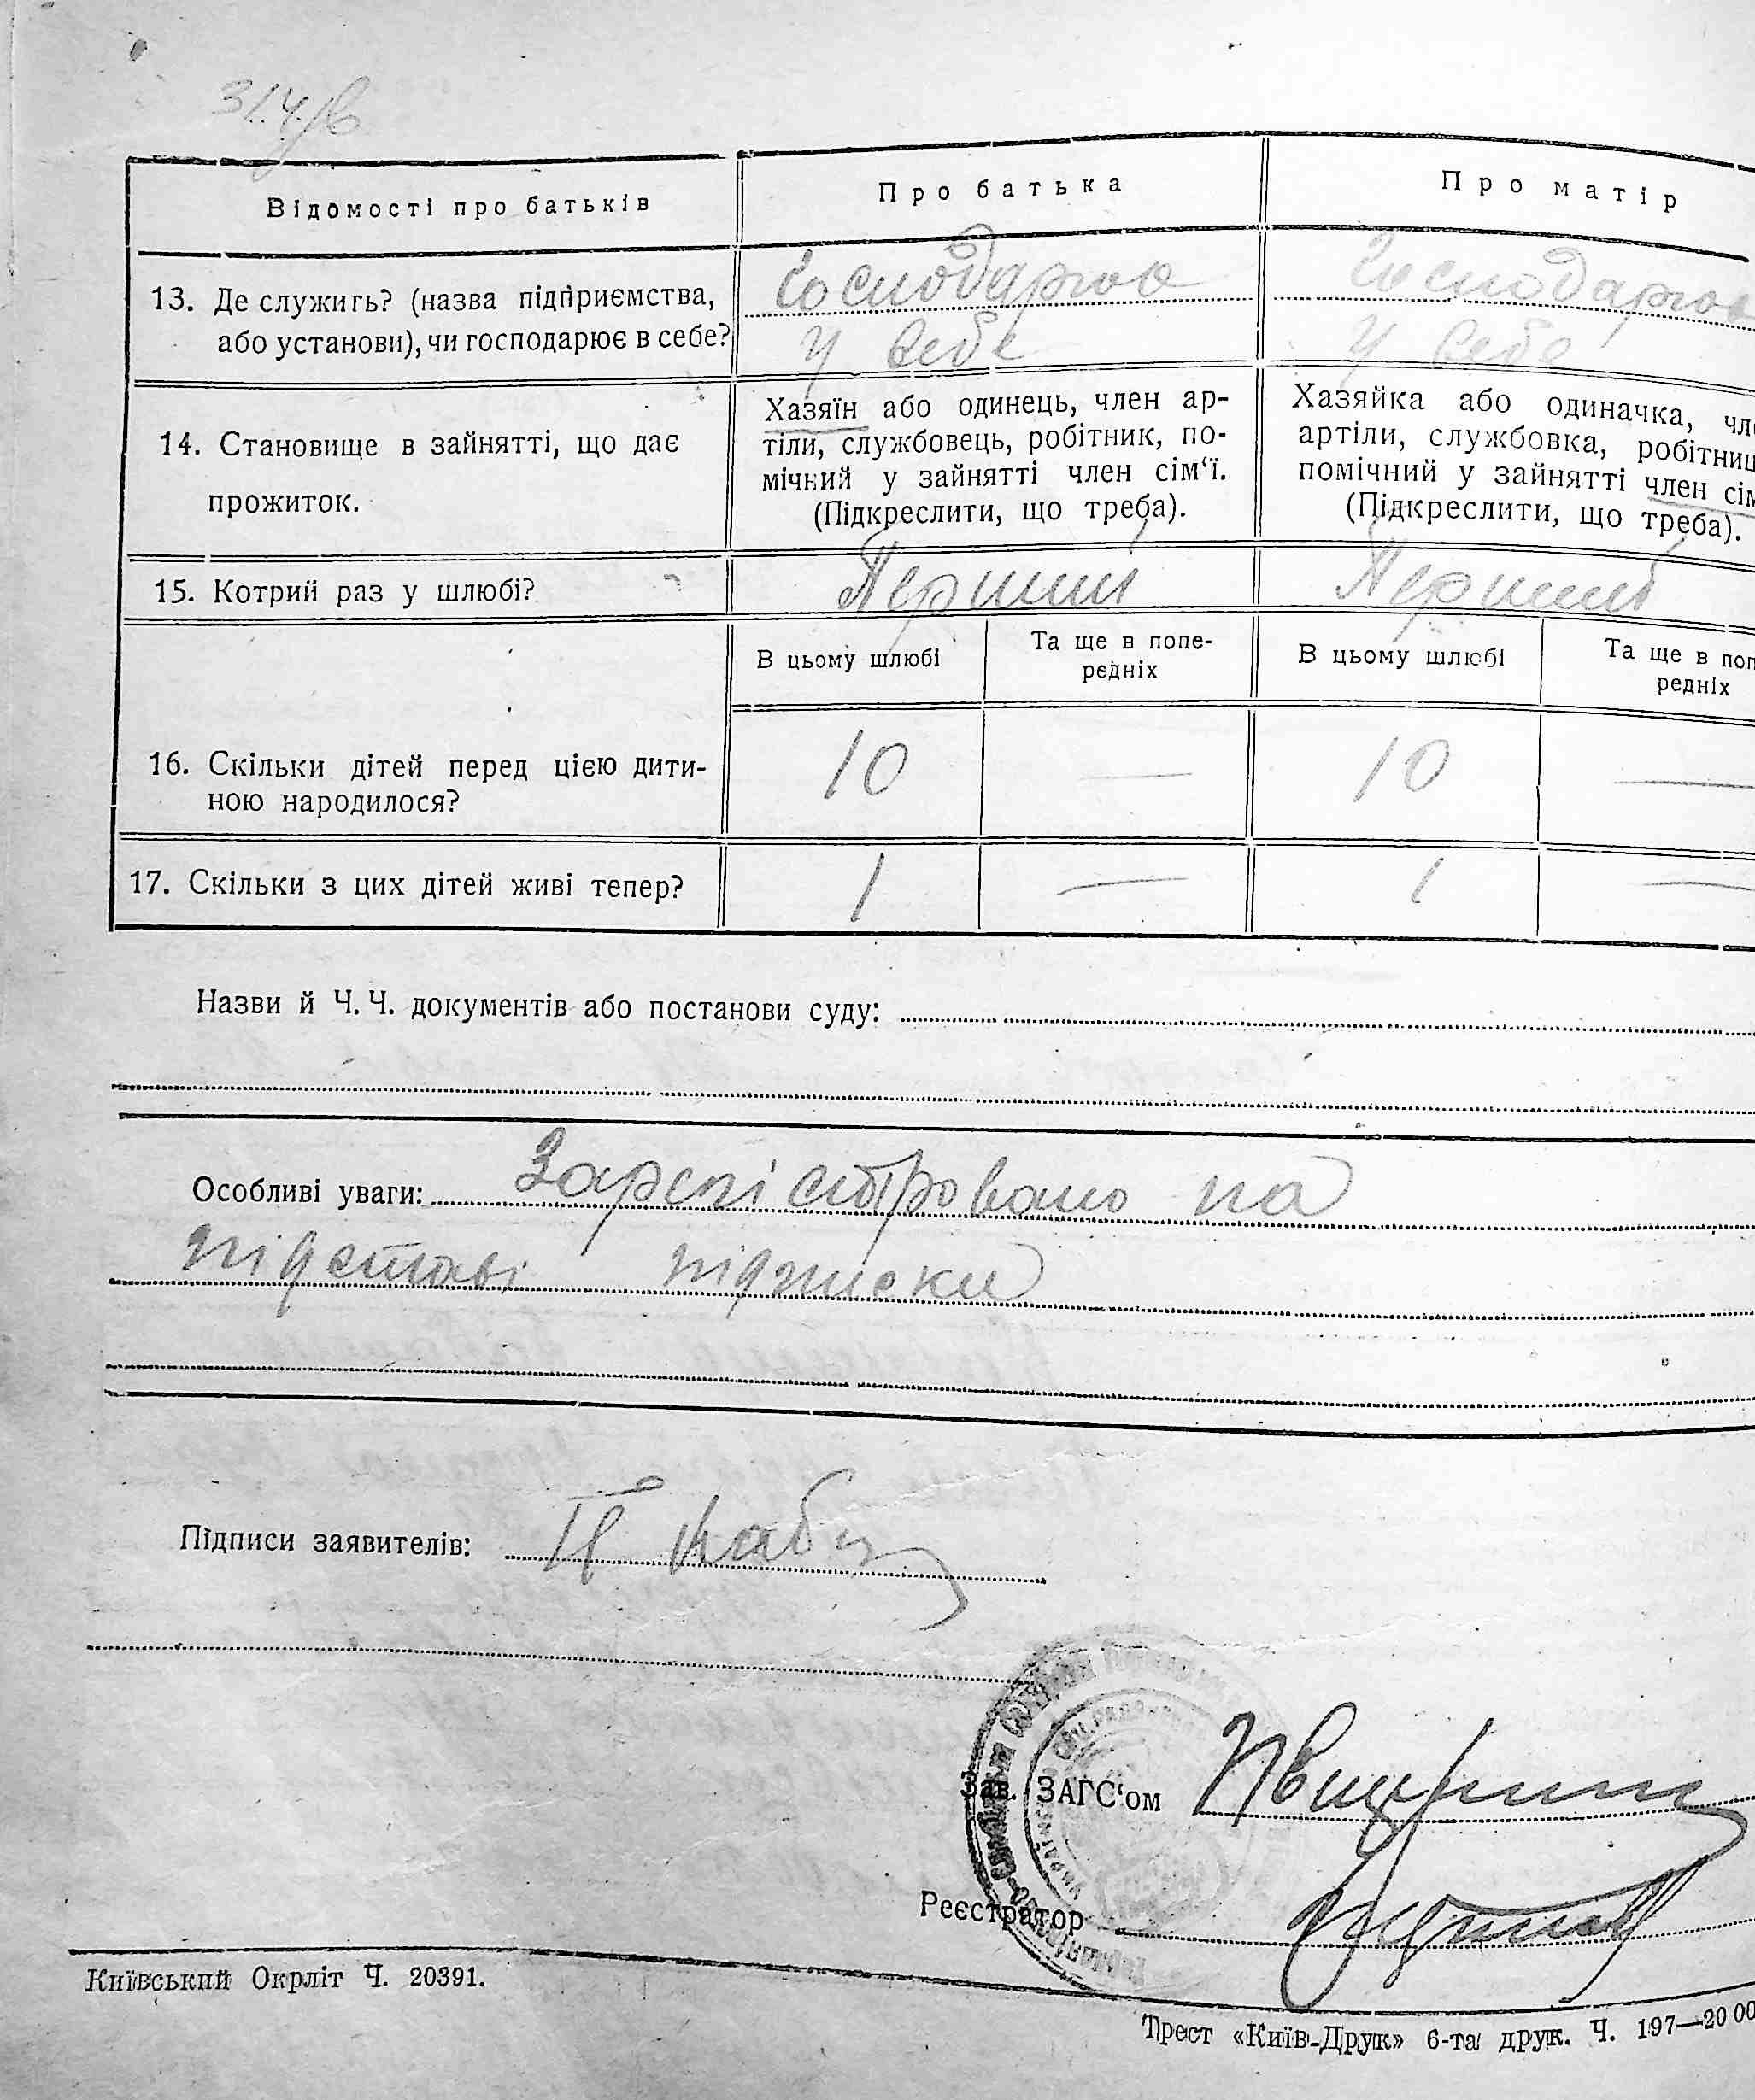 Відомості про батьків
Про батька
Про матір
13. Де служить? (назва підприємства,
або установи), чи господарює в себе?
Господарює
у себе
Господарює
у себе
14. Становище в зайнятті, що дає
прожиток.
Хазяїн або одинець, член ар-
тіли, службовець, робітник, по-
мічний у зайнятті член сім‘ї.
(Підкреслити, що треба).
Хазяйка або одиначка,
артіли, службовка,
помічний у зайнятті член
(Підкреслити, що треба).
15. Котрий раз у шлюбі?
Перший
Перший
В цьому шлюбі
Та ще в попе-
редніх
В цьому шлюбі
Та ще в поп
редніх
16. Скільки дітей перед цією дити-
ною народилося?
10
—
10
—
17. Скільки з цих дітей живі тепер?
1
—
1
—
Назви й Ч. Ч. документів або постанови суду:
Особливі уваги: Зареєстровано на
підставі підписки
Підписи заявителів:
Зав. ЗАГС‘ом
Реєстратор
Київський Окрліт Ч. 20391.
Трест «Київ-Друк» 6-та друк. Ч. 197—20 00